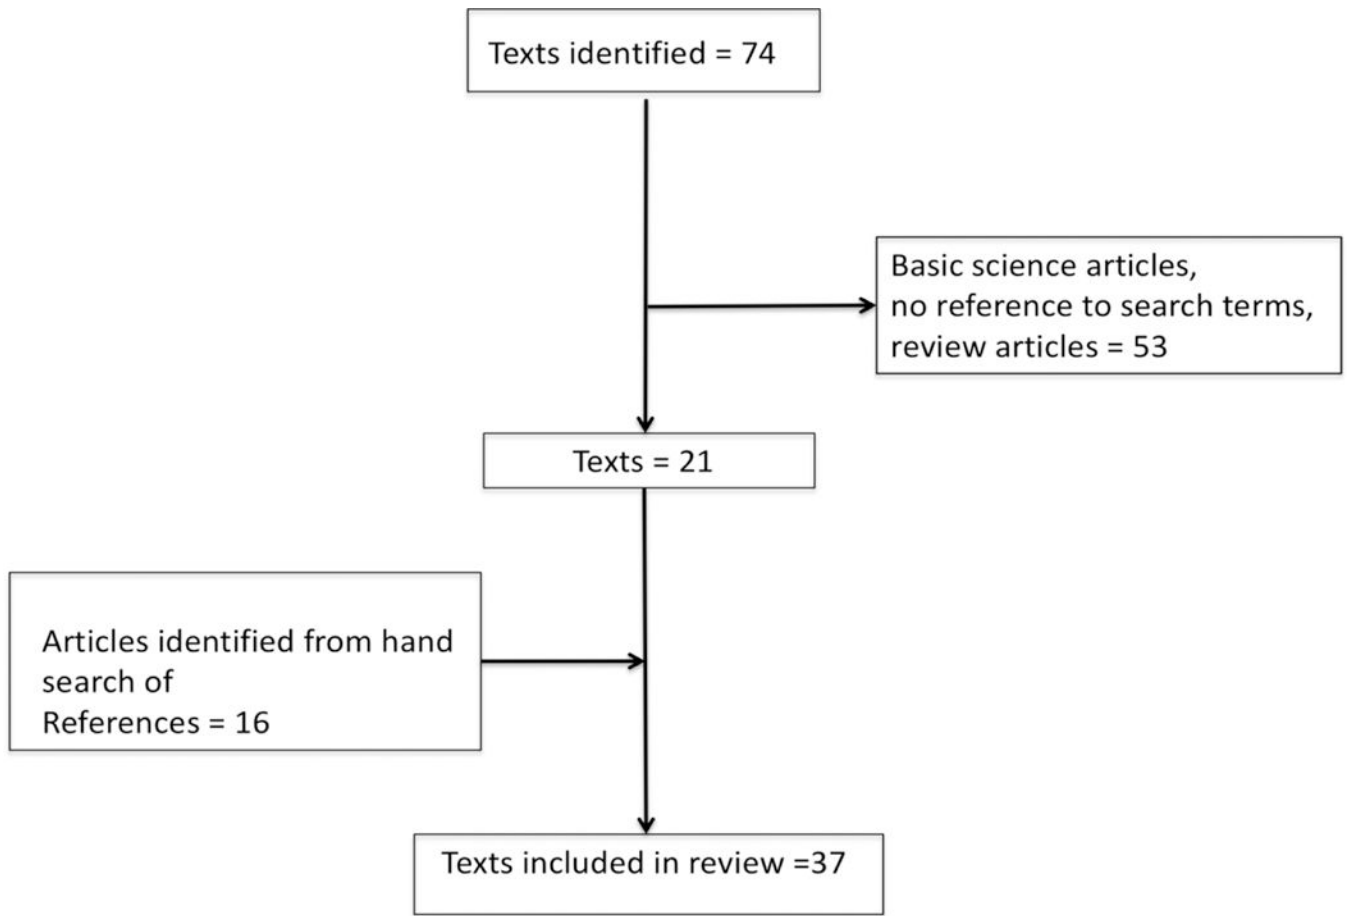 Texts identified = 74
Basic science articles,
no reference to search terms,
review articles = 53
Texts = 21
Articles identified from hand
search of
References = 16
Texts included in review =37